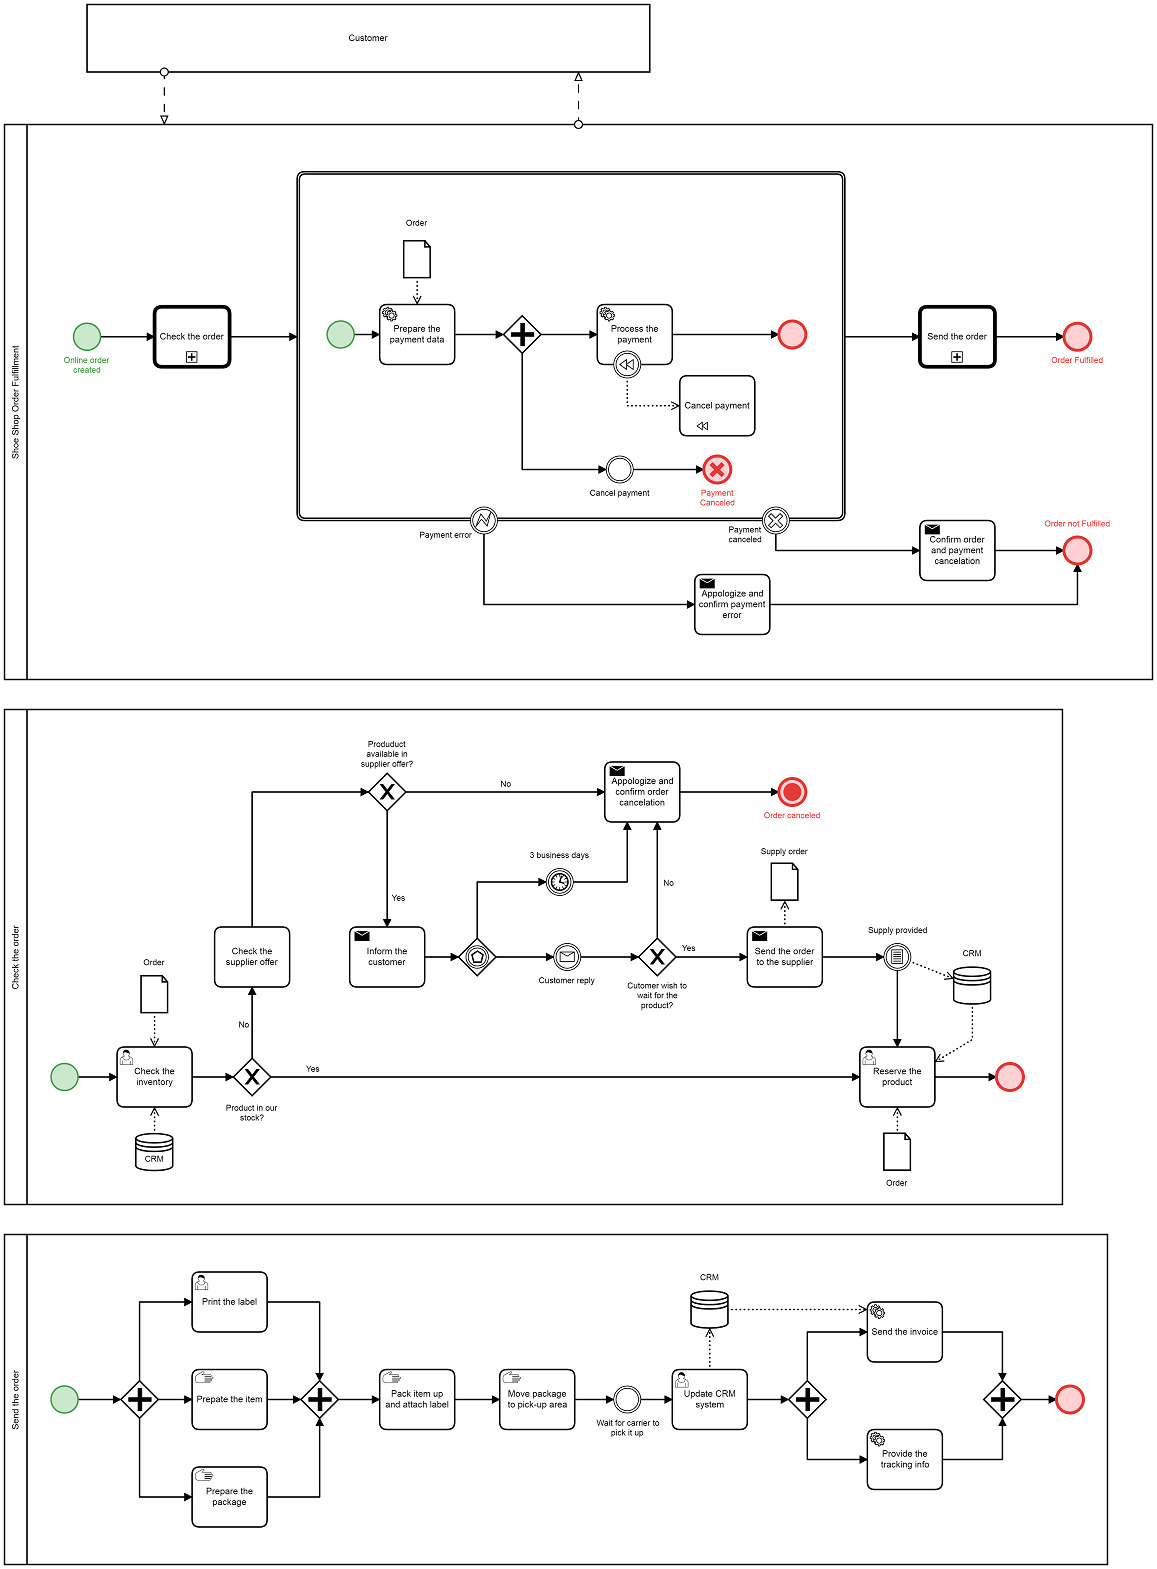 Customer
Shoe Shop Order Fulfillment
Order
Online order
created
Check the order
Prepare the
payment data
Process the
payment
Cancel payment
Send the order
Order Fulfilled
Cancel payment
Payment
Canceled
Payment error
Payment
canceled
Confirm order
and payment
cancelation
Order not Fulfilled
Appologize and
confirm payment
error
Check the order
Produduct
available in
supplier offer?
No
Appologize and
confirm order
cancelation
Order canceled
3 business days
Supply order
Yes
No
Check the
supplier offer
Inform the
customer
Customer reply
Cutomer wish to
wait for the
product?
Yes
Send the order
to the supplier
Supply provided
CRM
Order
No
Check the
inventory
Yes
Product in our
stock?
CRM
Reserve the
product
Order
Send the order
Print the label
Prepate the item
Prepare the
package
Pack item up
and attach label
Move package
to pick-up area
Wait for carrier to
pick it up
CRM
Update CRM
system
Send the invoice
Provide the
tracking info